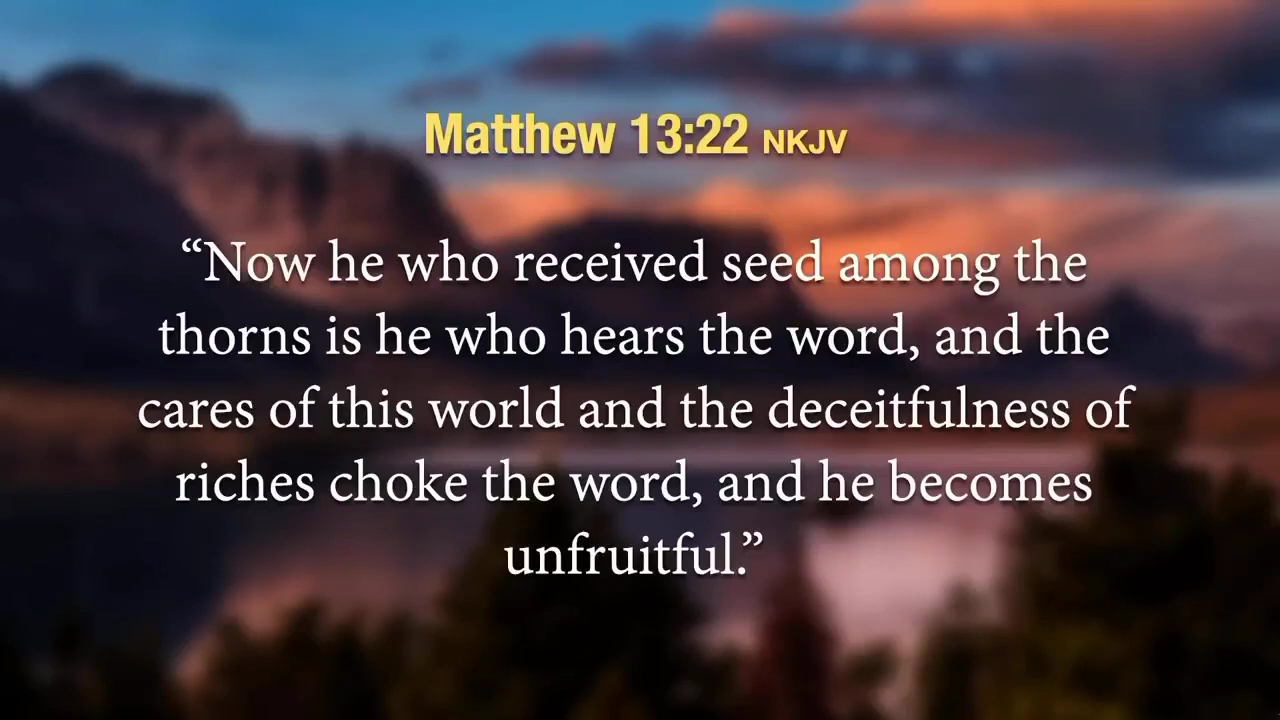 Matthew 13:22 NKJV
“Now he who received seed among the
thorns is he who hears the word, and the
cares of this world and the deceitfulness of
riches choke the word, and he becomes
unfruitful.”